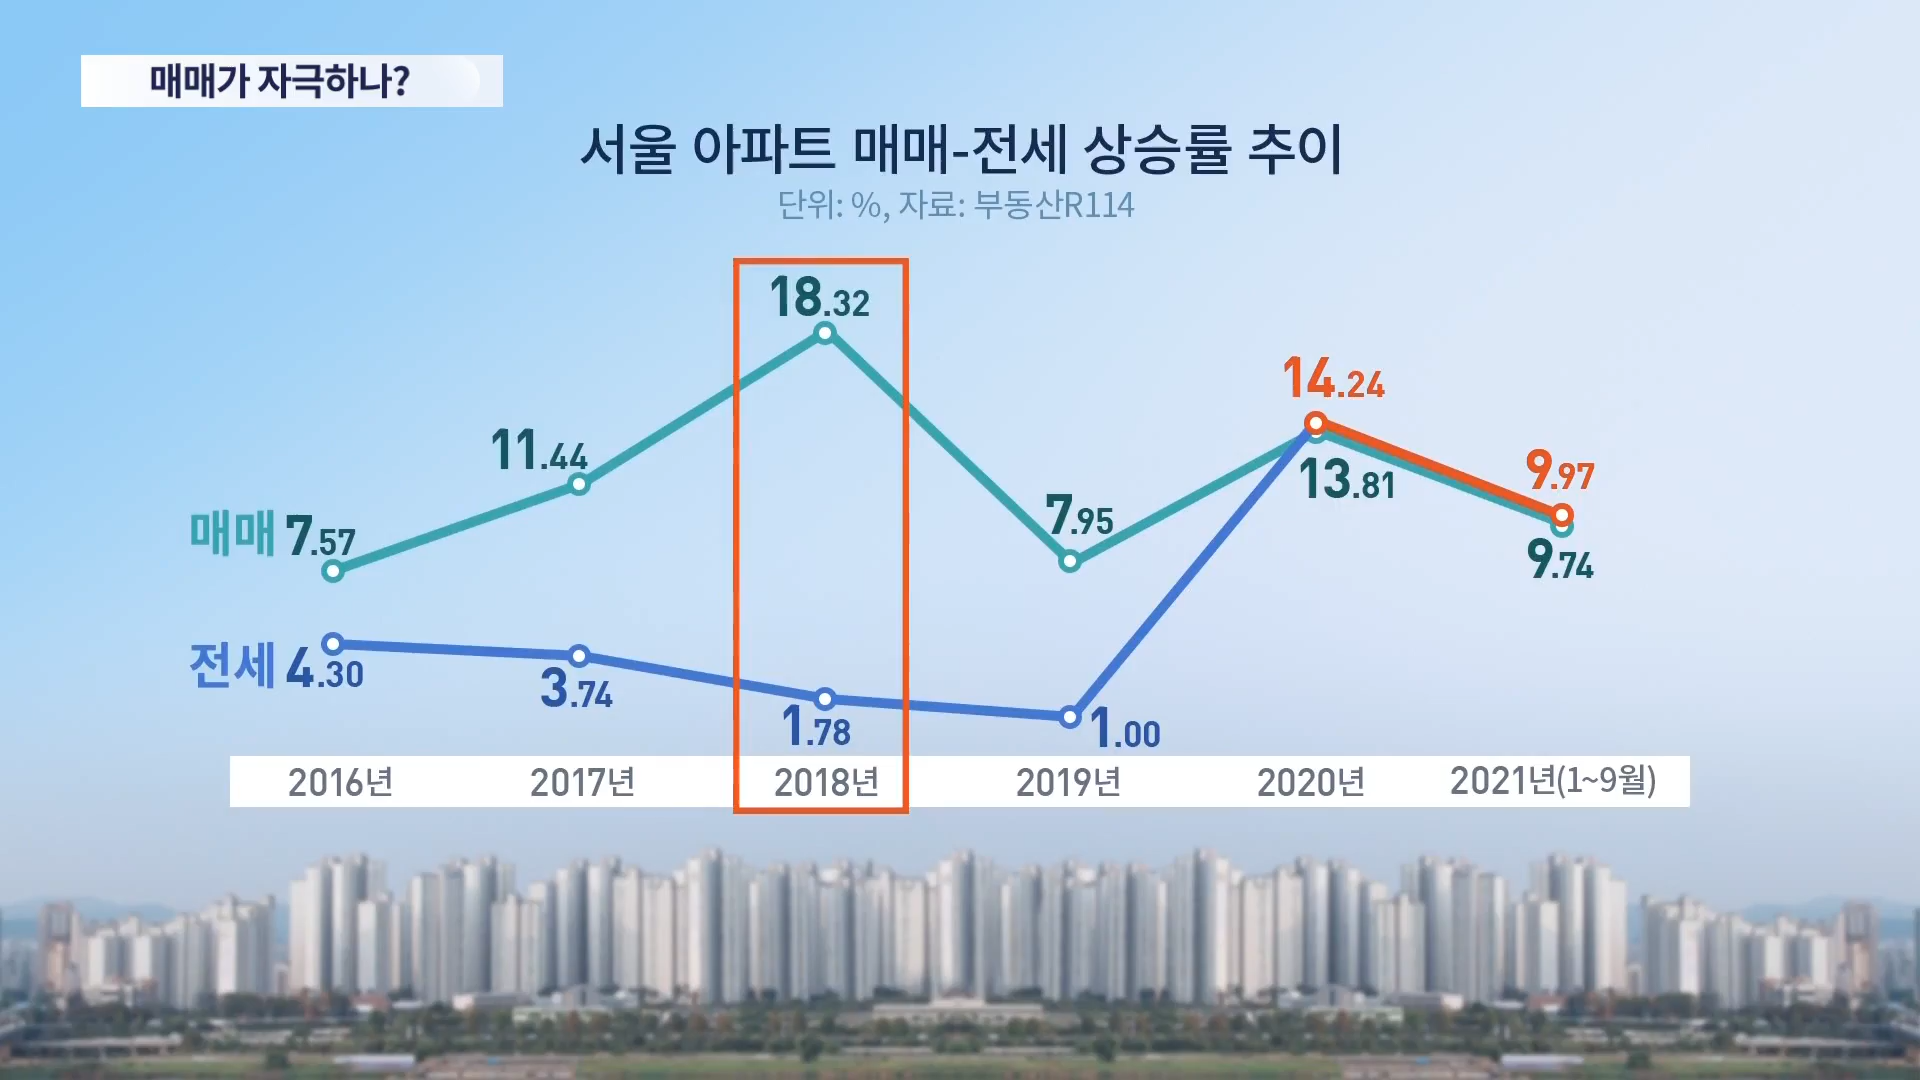 매매가 자극하나?
서울 아파트 매매-전세 상승률 추이
단위: %, 자료: 부동산R114
매매 7.57
11.44
18.32
7.95
14.24
13.81
9.97
9.74
전세 4.30
3.74
1.78
1.00
2016년
2017년
2018년
2019년
2020년
2021년(1~9월)